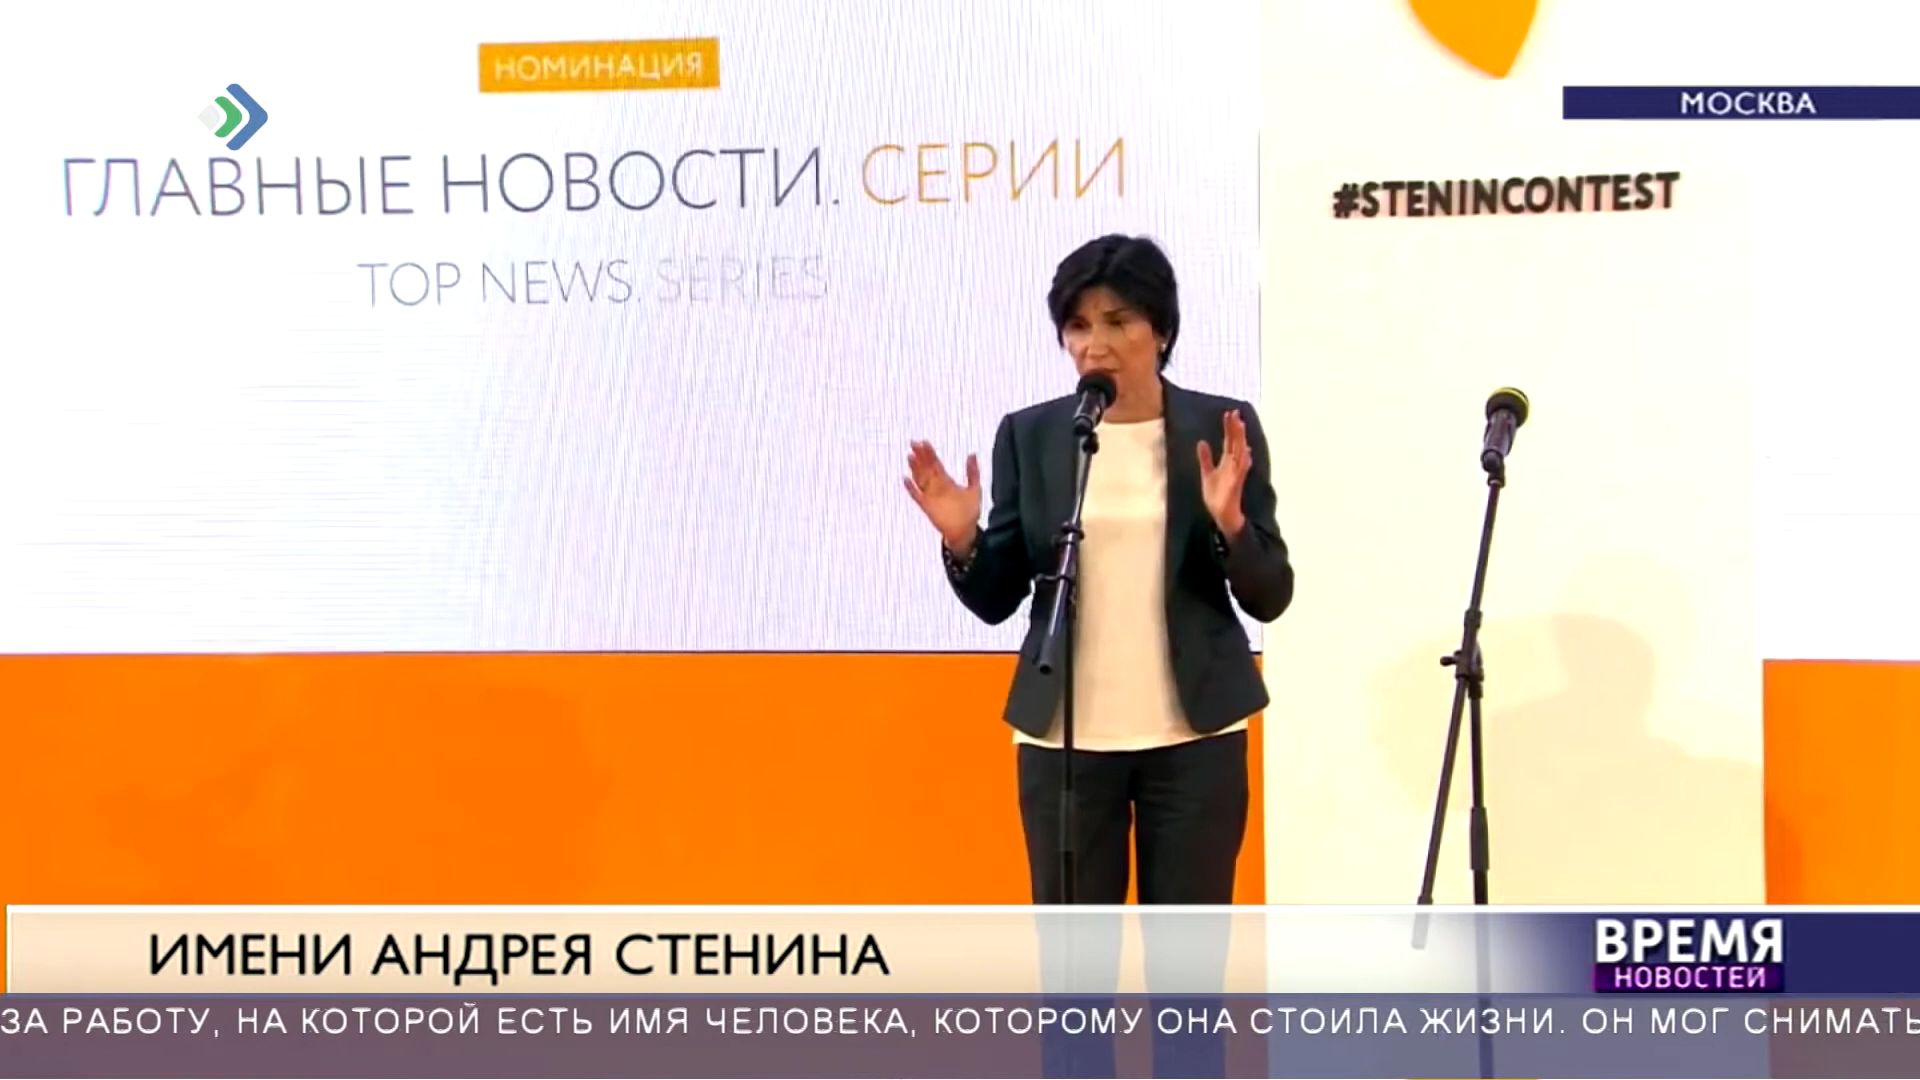 НОМИНАЦИЯ
ГЛАВНЫЕ НОВОСТИ. СЕРИИ
TOP NEWS. SERIES
МОСКВА
#STENINCONTEST
ИМЕНИ АНДРЕЯ СТЕНИНА
ВРЕМЯ
НОВОСТЕЙ
ЗА РАБОТУ, НА КОТОРОЙ ЕСТЬ ИМЯ ЧЕЛОВЕКА, КОТОРОМУ ОНА СТОИЛА ЖИЗНИ. ОН МОГ СНИМАТЬ